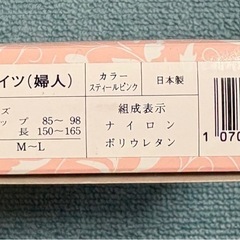 イツ(婦人)
カラー
スティールピンク
日本製
ズ
ップ 85～98
長 150～165
M～L
組成表示
ナイロン
ポリウレタン
1070